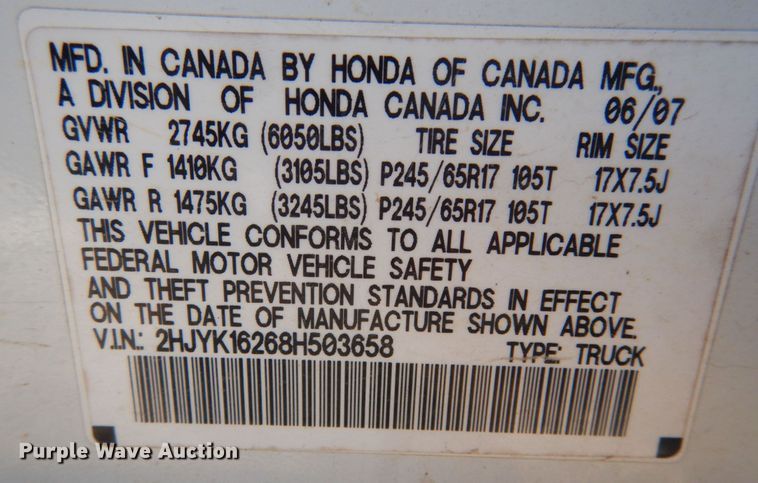 MFD. IN CANADA BY HONDA OF CANADA MFG.,
A DIVISION OF HONDA CANADA INC. 06/07
GVWR 2745KG (6050LBS) TIRE SIZE RIM SIZE
GAWR F 1410KG (3105LBS) P245/65R17 105T 17X7.5J
GAWR R 1475KG (3245LBS) P245/65R17 105T 17X7.5J
THIS VEHICLE CONFORMS TO ALL APPLICABLE
FEDERAL MOTOR VEHICLE SAFETY
AND THEFT PREVENTION STANDARDS IN EFFECT
ON THE DATE OF MANUFACTURE SHOWN ABOVE.
V.I.N.: 2HJYK16268H503658 TYPE: TRUCK
Purple Wave Auction